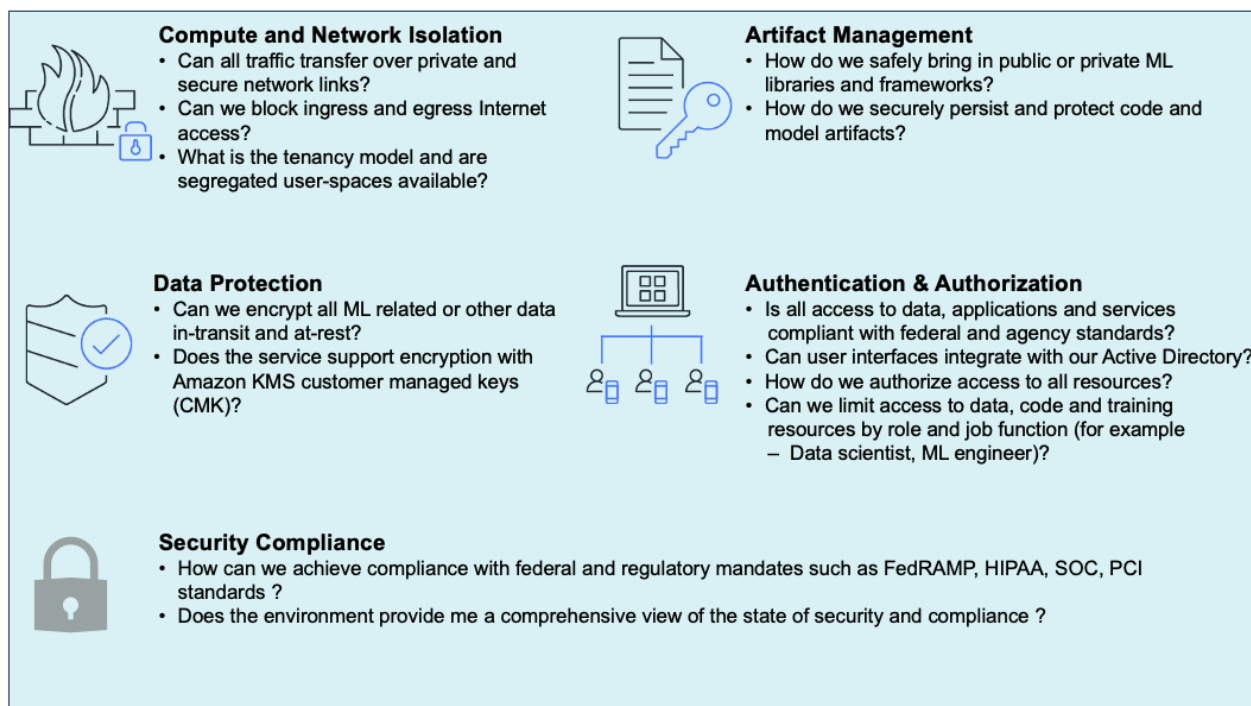 Compute and Network Isolation
• Can all traffic transfer over private and
secure network links?
• Can we block ingress and egress Internet
access?
• What is the tenancy model and are
segregated user-spaces available?
Artifact Management
• How do we safely bring in public or private ML
libraries and frameworks?
• How do we securely persist and protect code and
model artifacts?
Data Protection
• Can we encrypt all ML related or other data
in-transit and at-rest?
• Does the service support encryption with
Amazon KMS customer managed keys
(CMK)?
Authentication & Authorization
• Is all access to data, applications and services
compliant with federal and agency standards?
• Can user interfaces integrate with our Active Directory?
• How do we authorize access to all resources?
• Can we limit access to data, code and training
resources by role and job function (for example
– Data scientist, ML engineer)?
Security Compliance
• How can we achieve compliance with federal and regulatory mandates such as FedRAMP, HIPAA, SOC, PCI
standards ?
• Does the environment provide me a comprehensive view of the state of security and compliance ?